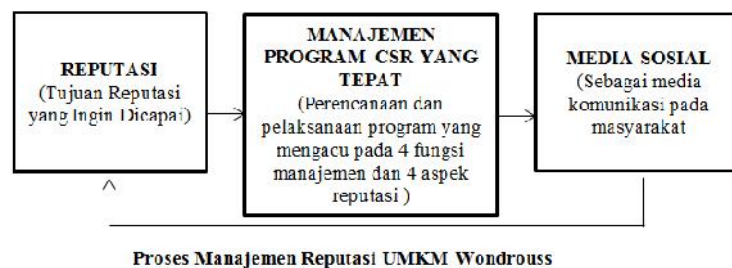 REPUTASI
(Tujuan Reputasi
yang Ingin Dicapai)
MANAJEMEN
PROGRAM CSR YANG
TEPAT
(Perencanaan dan
pelaksanaan program yang
mengacu pada 4 fungsi
manajemen dan 4 aspek
reputasi )
MEDIA SOSIAL
(Sebagai media
komunikasi pada
masyarakat
Proses Manajemen Reputasi UMKM Wondrouss